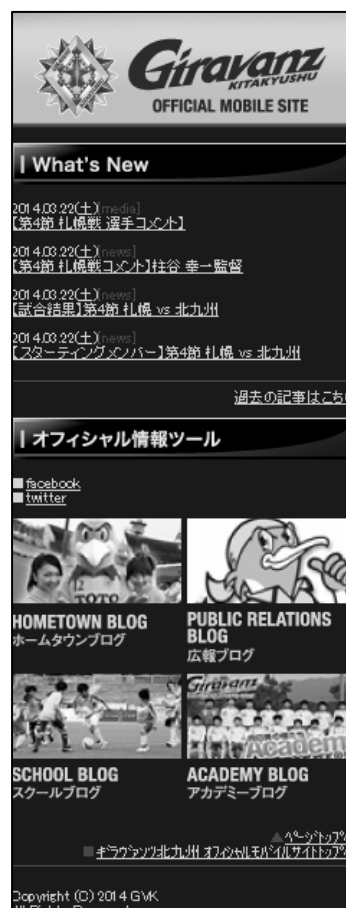 Giravanz
KITAKYUSHU
OFFICIAL MOBILE SITE
What's New
2014.03.22(土)[media]
【第4節 札幌戦 選手コメント】
2014.03.22(土)[news]
【第4節 札幌戦コメント】柱谷 幸一監督
2014.03.22(土)[news]
【試合結果】第4節 札幌 vs 北九州
2014.03.22(土)[news]
【スターティングメンバー】第4節 札幌 vs 北九州
過去の記事はこち
オフィシャル情報ツール
■facebook
■twitter
12
TOTO
HOMETOWN BLOG
ホームタウンブログ
PUBLIC RELATIONS
BLOG
広報ブログ
Giravanz
Academy
SCHOOL BLOG
スクールブログ
ACADEMY BLOG
アカデミーブログ
▲ページトップへ
■ギラヴァンツ北九州 オフィシャルモバイルサイトトップへ
Copyright (C) 2014 GVK